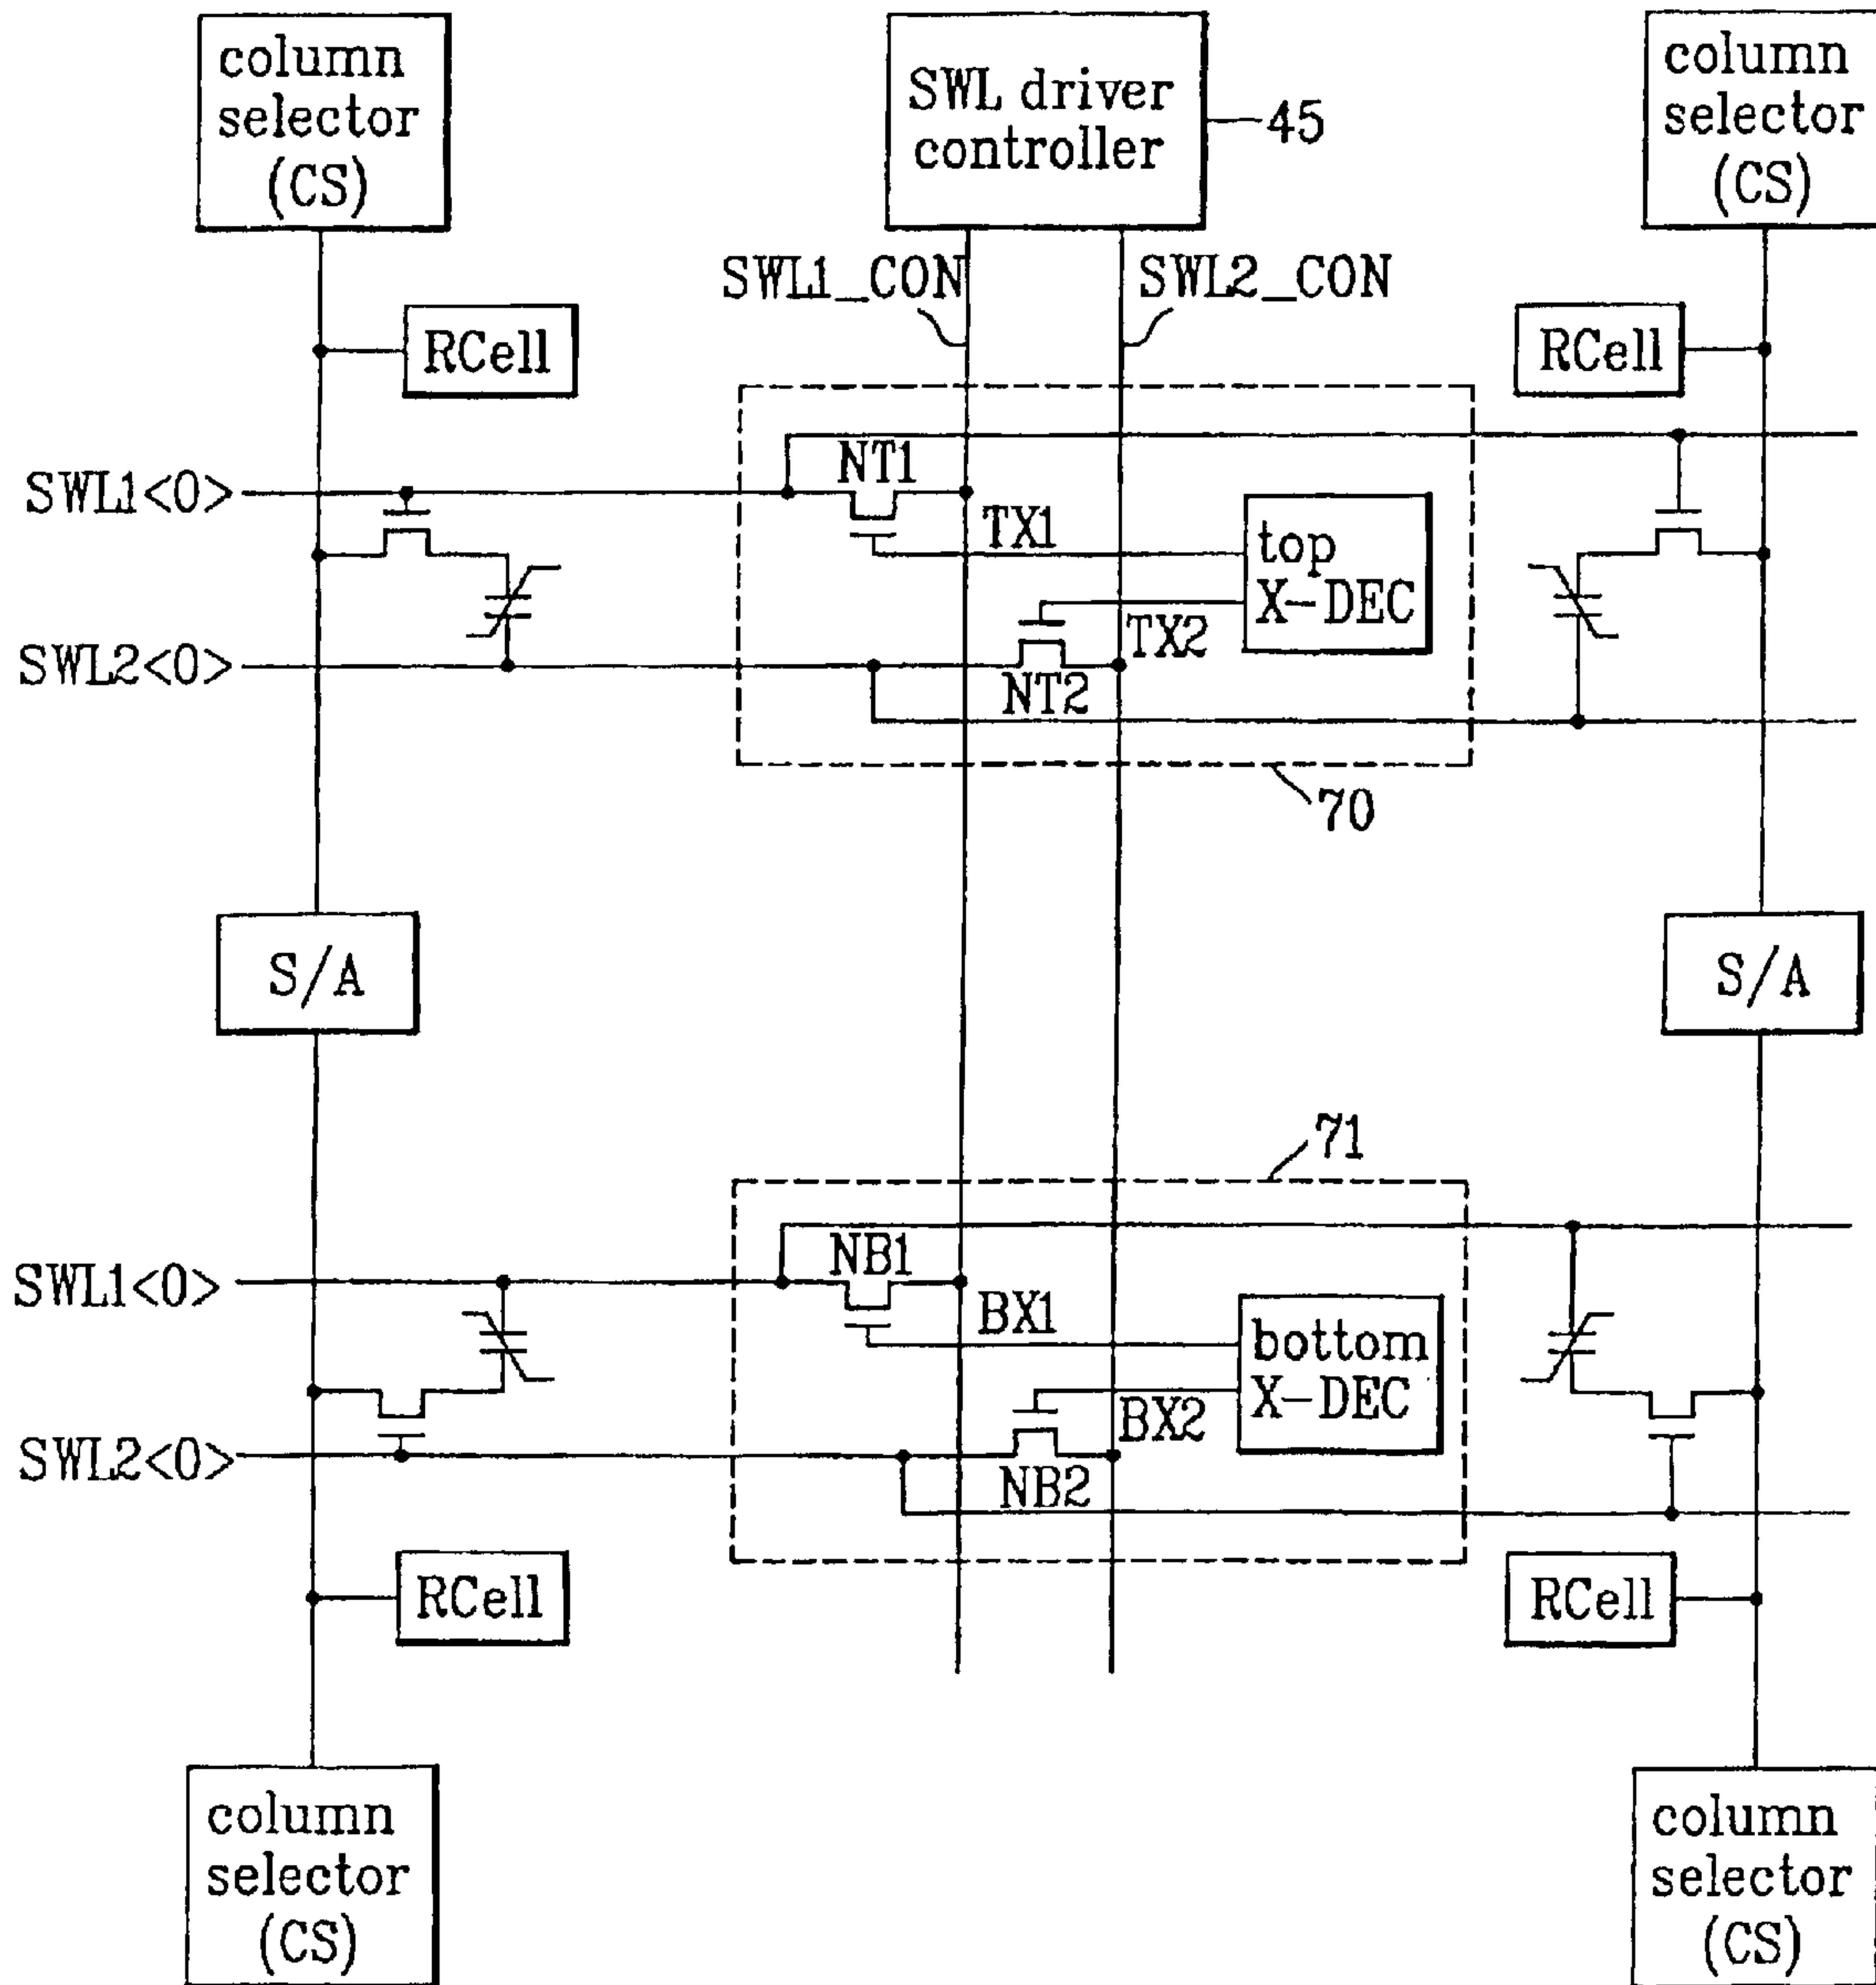 column
selector
(CS)
SWL driver
controller
45
column
selector
(CS)
SWL1_CON
SWL2_CON
RCell
RCell
SWL1<0>
NT1
TX1
top
X-DEC
TX2
SWL2<0>
NT2
70
S/A
S/A
71
SWL1<0>
NB1
BX1
bottom
X-DEC
BX2
SWL2<0>
NB2
RCell
RCell
column
selector
(CS)
column
selector
(CS)